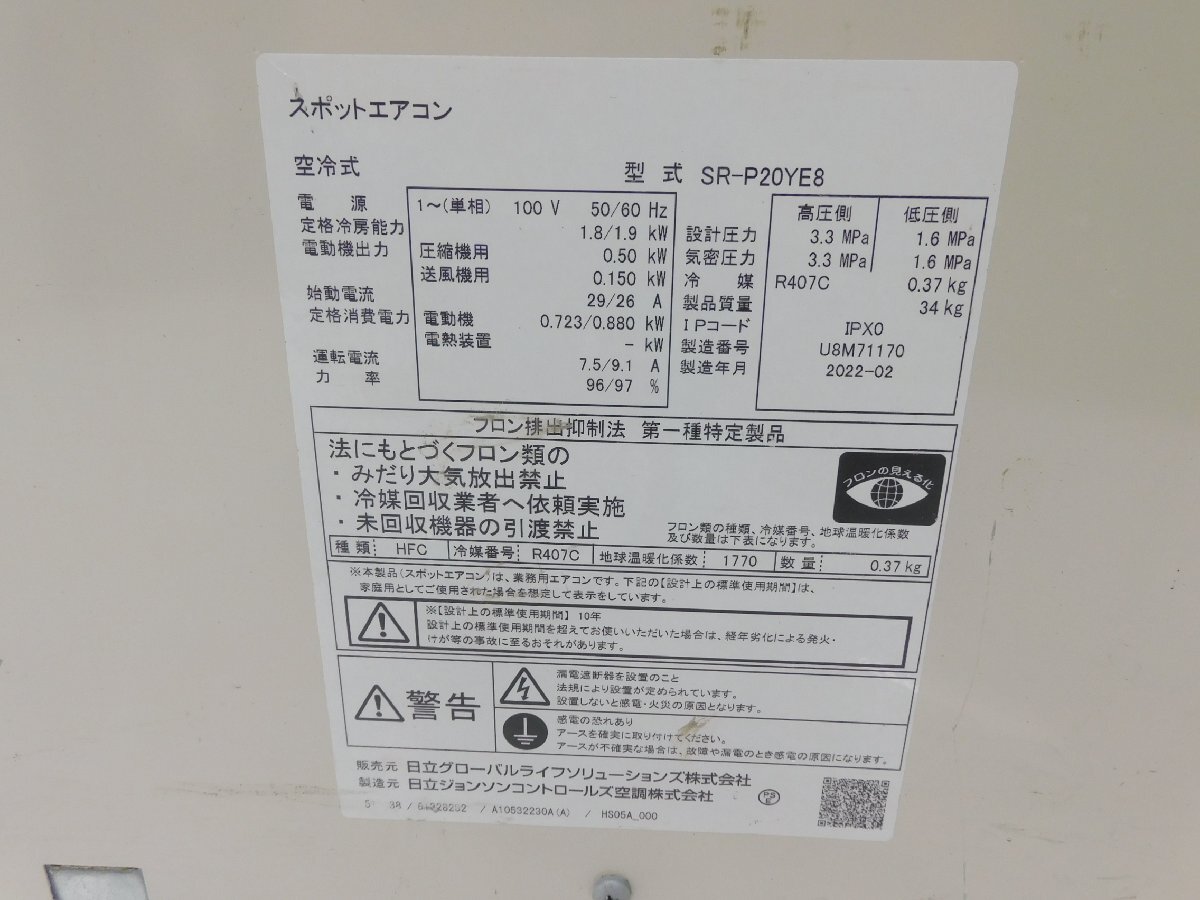 スポットエアコン
空冷式 型式 SR-P20YE8
電源 1~(単相) 100 V 50/60 Hz
定格冷房能力 1.8/1.9 kW
電動機出力 圧縮機用 0.50 kW
送風機用 0.150 kW
始動電流 29/26 A
定格消費電力 電動機 0.723/0.880 kW
電熱装置 - kW
運転電流 7.5/9.1 A
力率 96/97 %
高圧側 低圧側
設計圧力 3.3 MPa 1.6 MPa
気密圧力 3.3 MPa 1.6 MPa
冷媒 R407C 0.37 kg
製品質量 34 kg
IPコード IPX0
製造番号 U8M71170
製造年月 2022-02
フロン排出抑制法 第一種特定製品
法にもとづくフロン類の
・みだり大気放出禁止
・冷媒回収業者へ依頼実施
・未回収機器の引渡禁止
フロンの見える化
フロン類の種類、冷媒番号、地球温暖化係数
及び数量は下表になります。
種類: HFC 冷媒番号: R407C 地球温暖化係数: 1770 数量: 0.37 kg
※本製品(スポットエアコン)は、業務用エアコンです。下記の【設計上の標準使用期間】は、
家庭用としてご使用された場合を想定して表示をしています。
※【設計上の標準使用期間】 10年
設計上の標準使用期間を超えてお使いいただいた場合は、経年劣化による発火・
けが等の事故に至るおそれがあります。
警告
漏電遮断器を設置のこと
法規により設置が定められています。
設置しないと感電・火災の原因となります。
感電の恐れあり
アースを確実に取り付けてください。
アースが不確実な場合は、故障や漏電のとき感電の原因になります。
販売元 日立グローバルライフソリューションズ株式会社
製造元 日立ジョンソンコントロールズ空調株式会社
PSE
38 / / A10532230A(A) / HS05A_000